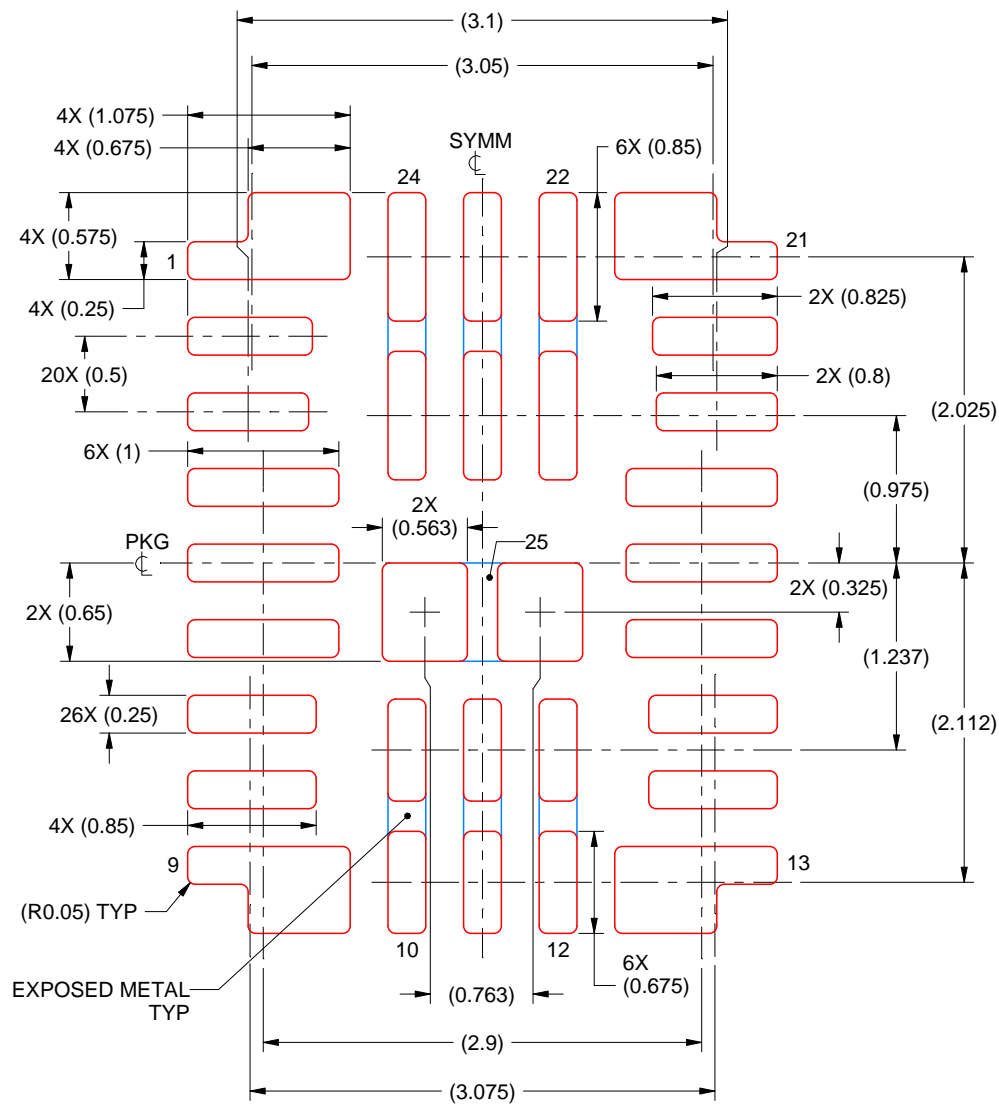 (3.1)
(3.05)
4X (1.075)
4X (0.675)
SYMM
6X (0.85)
24
22
4X (0.575)
1
21
4X (0.25)
2X (0.825)
20X (0.5)
2X (0.8)
(2.025)
6X (1)
(0.975)
2X
(0.563)
PKG
25
2X (0.65)
2X (0.325)
(1.237)
26X (0.25)
(2.112)
4X (0.85)
9
13
(R0.05) TYP
10
12
EXPOSED METAL
TYP
6X
(0.675)
(0.763)
(2.9)
(3.075)